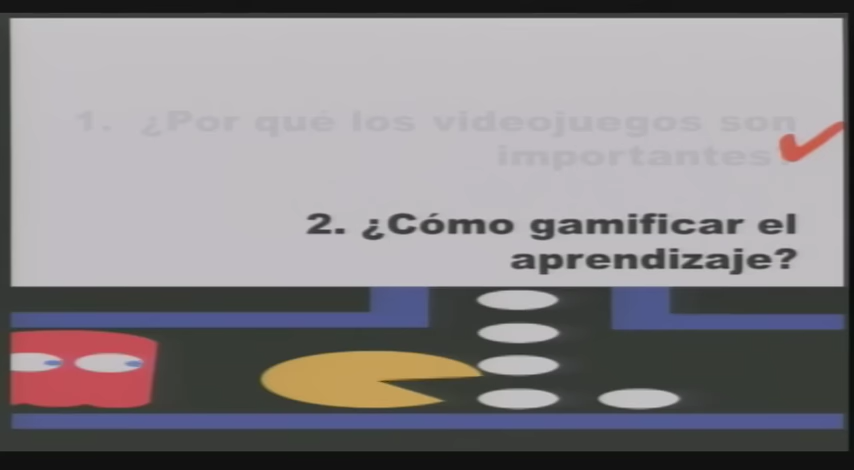 1. ¿Por qué los videojuegos son
importantes?
2. ¿Cómo gamificar el
aprendizaje?